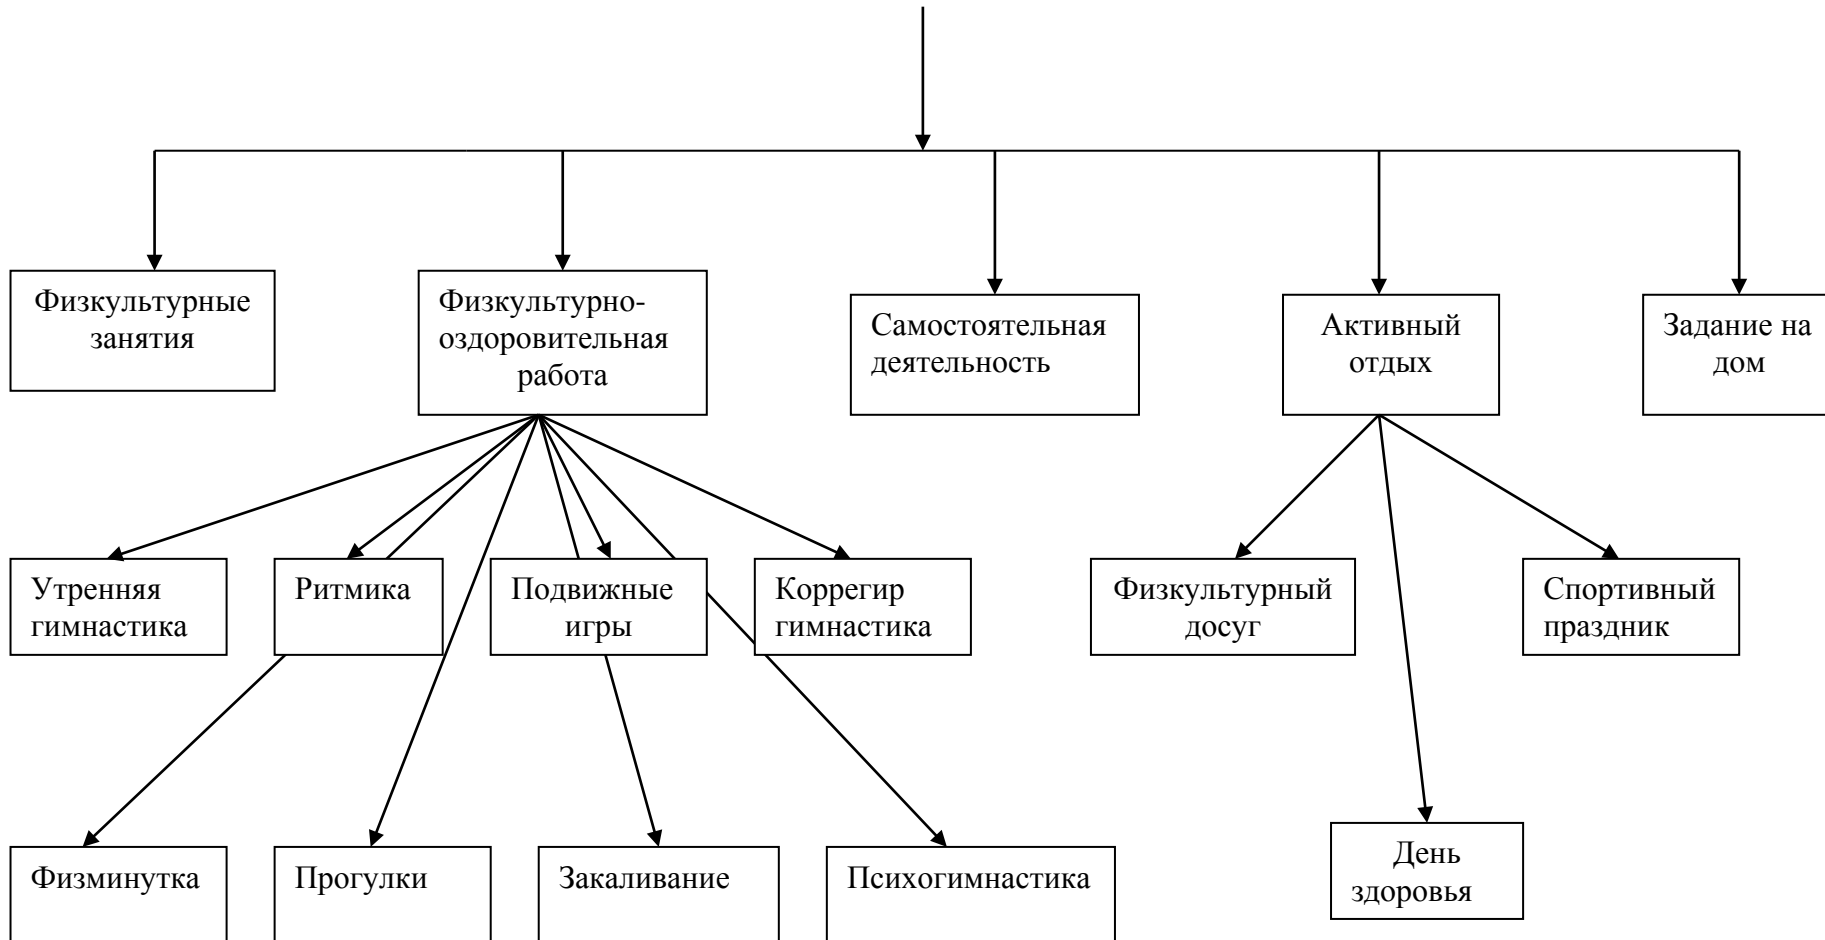 Физкультурные
занятия
Физкультурно-
оздоровительная
работа
Самостоятельная
деятельность
Активный
отдых
Задание на
дом
Утренняя
гимнастика
Ритмика
Подвижные
игры
Коррегир
гимнастика
Физкультурный
досуг
Спортивный
праздник
Физминутка
Прогулки
Закаливание
Психогимнастика
День
здоровья